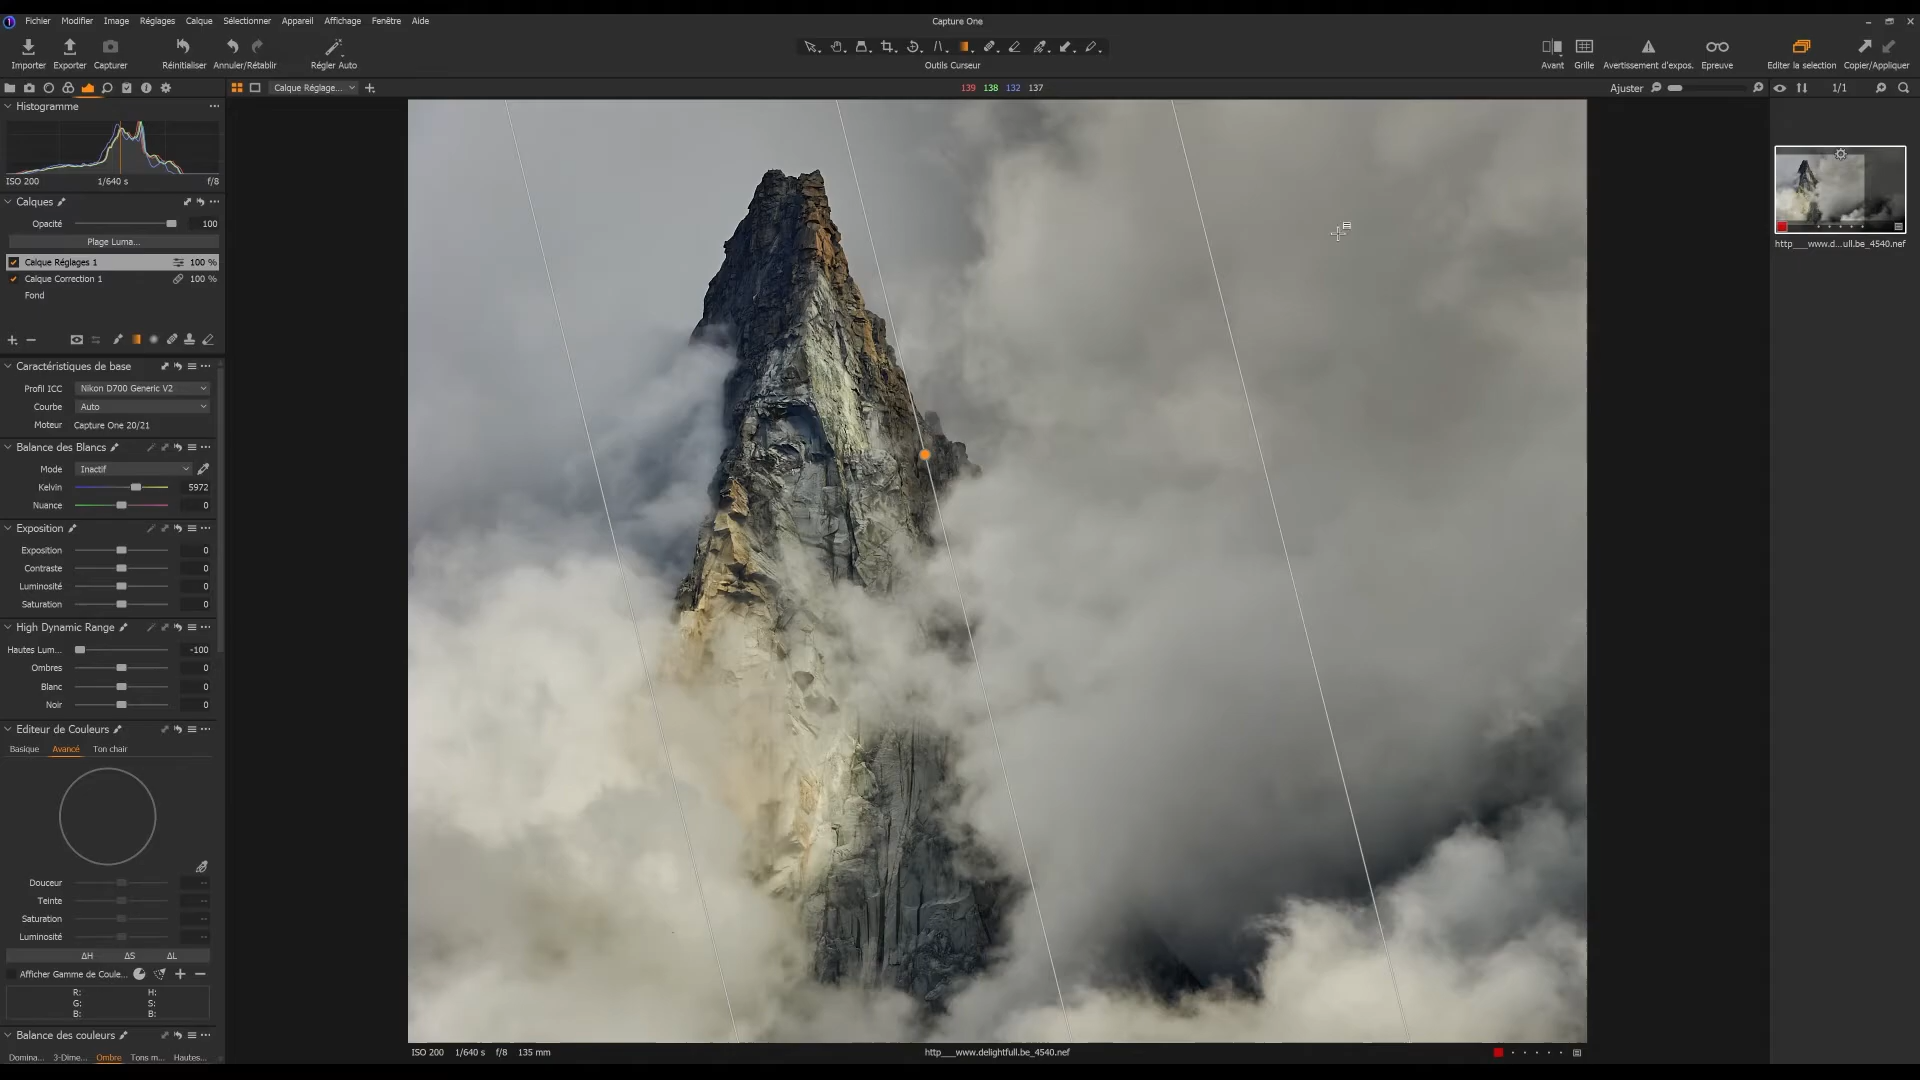 Fichier Modifier Image Réglages Calque Sélectionner Appareil Affichage Fenêtre Aide
Capture One
Importer Exporter Capturer Réinitialiser Annuler/Rétablir Régler Auto
Outils Curseur
Avant Grille Avertissement d'expos. Epreuve Editer la selection Copier/Appliquer
Calque Réglage...
139 138 132 137
Ajuster
1/1
Histogramme
ISO 200 1/640 s f/8
Calques
Opacité 100
Plage Luma...
Calque Réglages 1 100 %
Calque Correction 1 100 %
Fond
Caractéristiques de base
Profil ICC Nikon D700 Generic V2
Courbe Auto
Moteur Capture One 20/21
Balance des Blancs
Mode Inactif
Kelvin 5972
Nuance 0
Exposition
Exposition 0
Contraste 0
Luminosité 0
Saturation 0
High Dynamic Range
Hautes Lum... -100
Ombres 0
Blanc 0
Noir 0
Editeur de Couleurs
Basique Avancé Ton chair
Douceur --
Teinte --
Saturation --
Luminosité --
ΔH ΔS ΔL
Afficher Gamme de Coule...
R: H:
G: S:
B: B:
Balance des couleurs
Domina... 3-Dime... Ombre Tons m... Hautes...
http___www.d...ull.be_4540.nef
ISO 200 1/640 s f/8 135 mm
http___www.delightfull.be_4540.nef